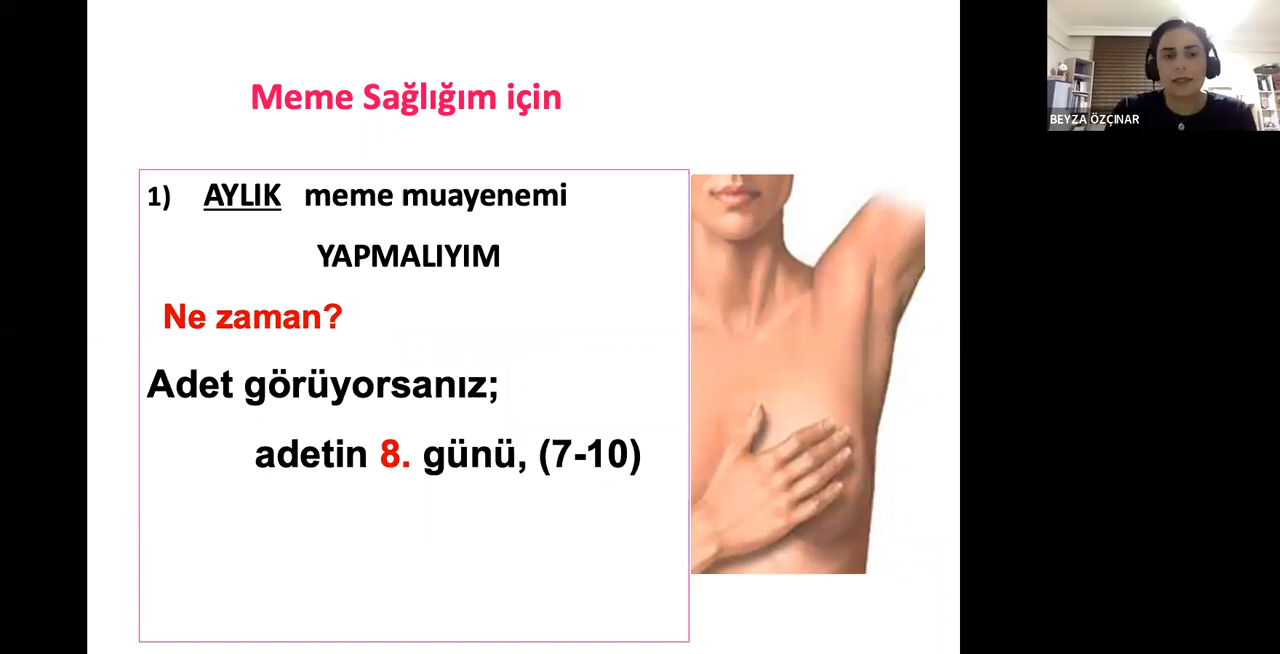 Meme Sağlığım için
1) AYLIK meme muayenemi
YAPMALIYIM
Ne zaman?
Adet görüyorsanız;
adetin 8. günü, (7-10)
BEYZA ÖZÇINAR